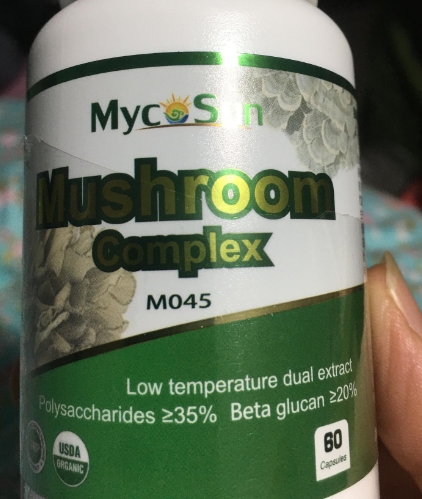 MycoSun
Mushroom
Complex
M045
Low temperature dual extract
Polysaccharides ≥35% Beta glucan ≥20%
60
Capsules
USDA
ORGANIC